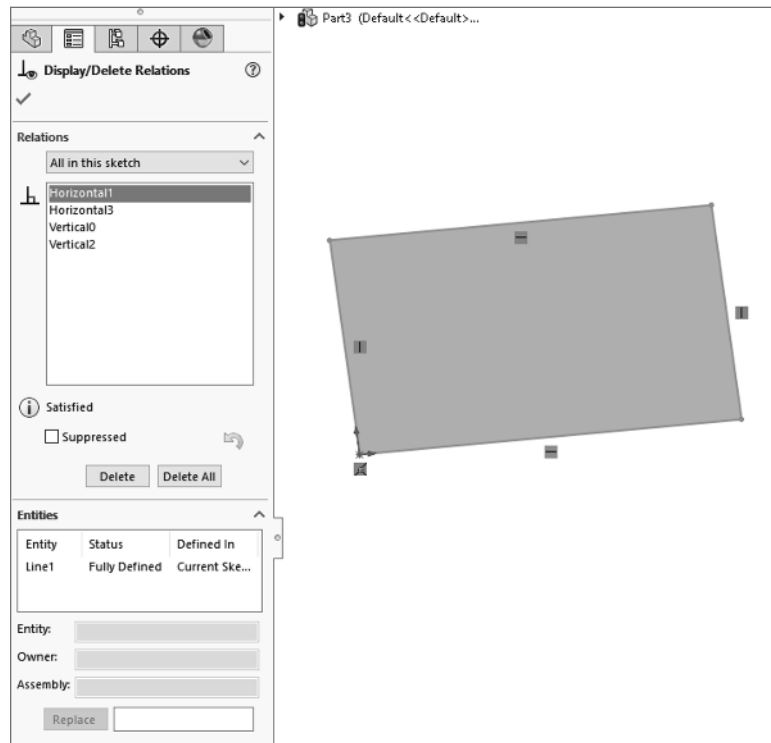 Part3 (Default<<Default>...
Display/Delete Relations
Relations
All in this sketch
Horizontal1
Horizontal3
Vertical0
Vertical2
Satisfied
Suppressed
Delete Delete All
Entities
Entity Status Defined In
Line1 Fully Defined Current Ske...
Entity:
Owner:
Assembly:
Replace